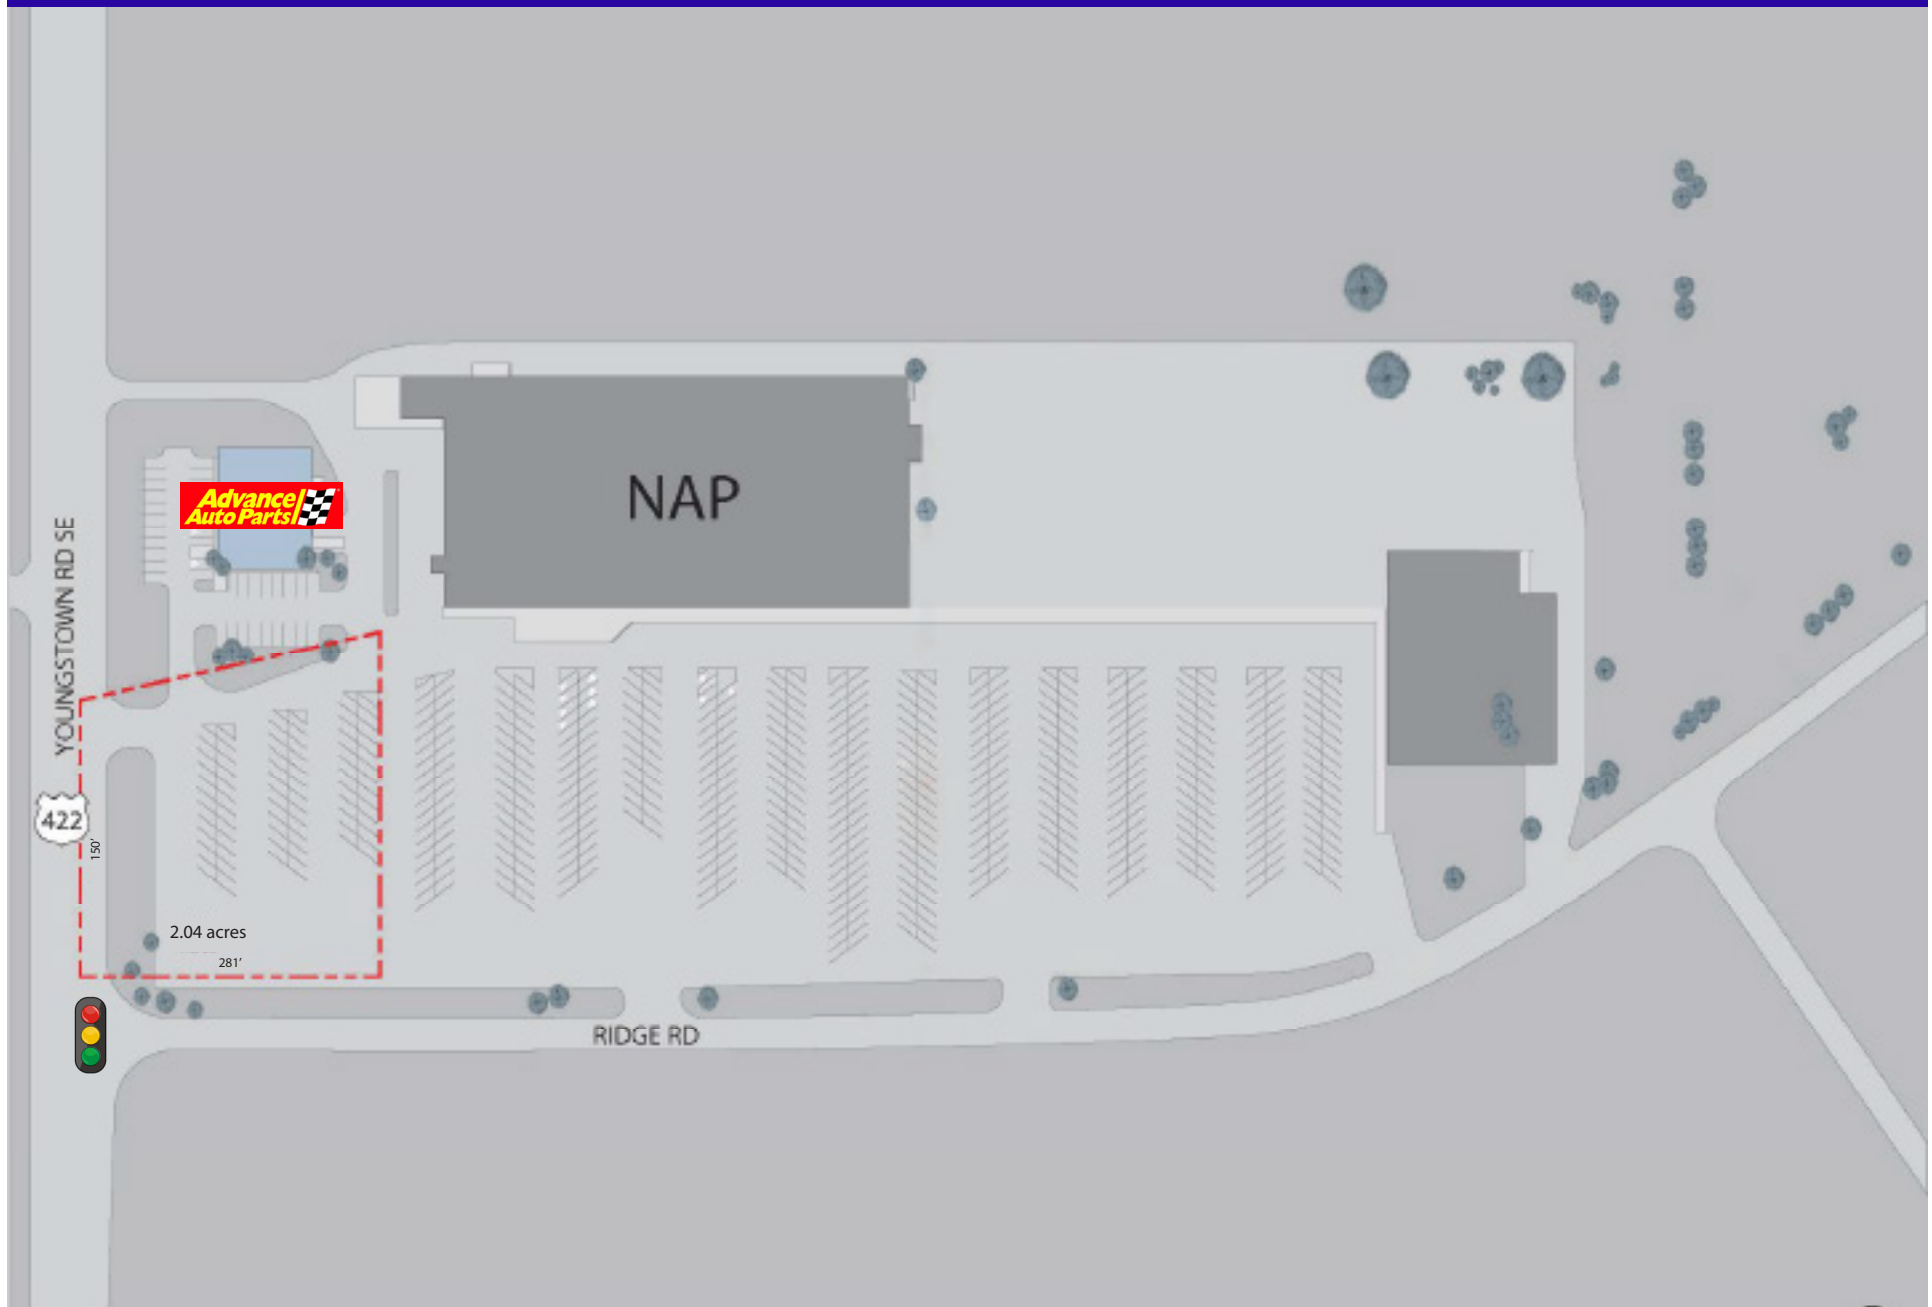 NAP
Advance
Auto Parts
YOUNGSTOWN RD SE
422
150'
2.04 acres
281'
RIDGE RD